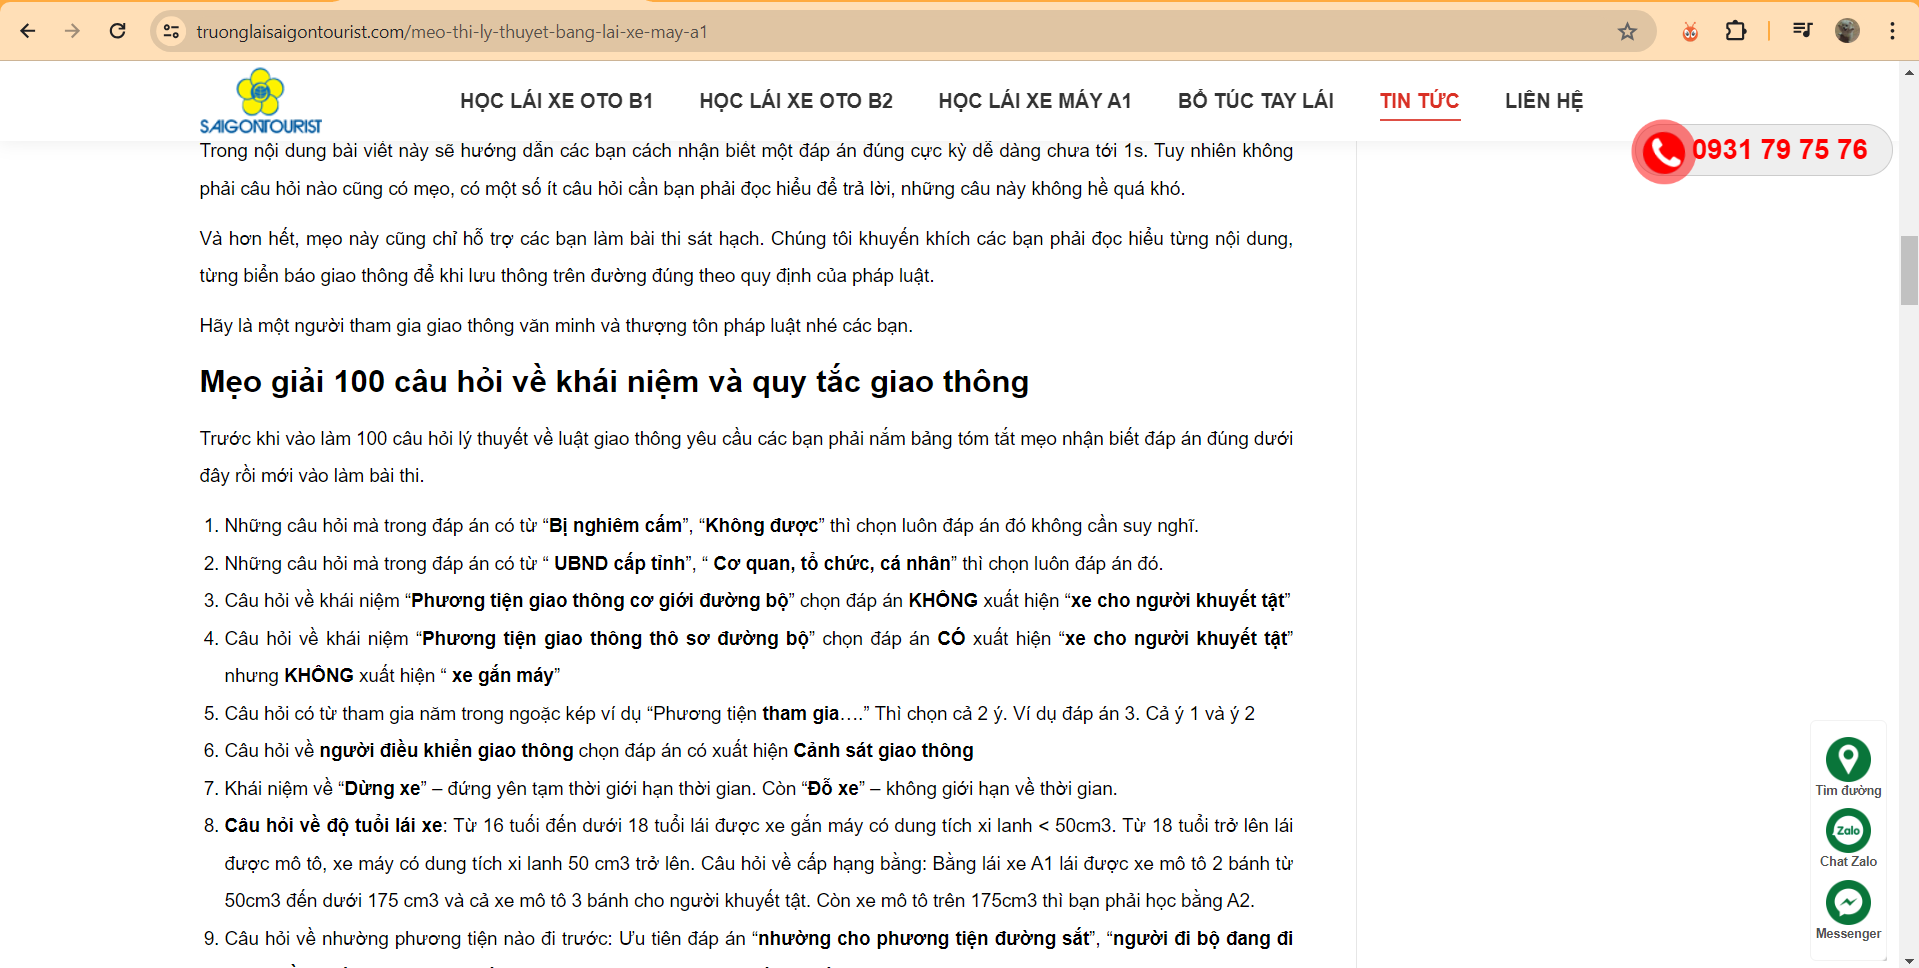 truonglaisaigontourist.com/meo-thi-ly-thuyet-bang-lai-xe-may-a1
SAIGONTOURIST
HỌC LÁI XE OTO B1
HỌC LÁI XE OTO B2
HỌC LÁI XE MÁY A1
BỔ TÚC TAY LÁI
TIN TỨC
LIÊN HỆ
0931 79 75 76
Trong nội dung bài viết này sẽ hướng dẫn các bạn cách nhận biết một đáp án đúng cực kỳ dễ dàng chưa tới 1s. Tuy nhiên không
phải câu hỏi nào cũng có mẹo, có một số ít câu hỏi cần bạn phải đọc hiểu để trả lời, những câu này không hề quá khó.
Và hơn hết, mẹo này cũng chỉ hỗ trợ các bạn làm bài thi sát hạch. Chúng tôi khuyến khích các bạn phải đọc hiểu từng nội dung,
từng biển báo giao thông để khi lưu thông trên đường đúng theo quy định của pháp luật.
Hãy là một người tham gia giao thông văn minh và thượng tôn pháp luật nhé các bạn.
Mẹo giải 100 câu hỏi về khái niệm và quy tắc giao thông
Trước khi vào làm 100 câu hỏi lý thuyết về luật giao thông yêu cầu các bạn phải nắm bảng tóm tắt mẹo nhận biết đáp án đúng dưới
đây rồi mới vào làm bài thi.
1. Những câu hỏi mà trong đáp án có từ “Bị nghiêm cấm”, “Không được” thì chọn luôn đáp án đó không cần suy nghĩ.
2. Những câu hỏi mà trong đáp án có từ “ UBND cấp tỉnh”, “ Cơ quan, tổ chức, cá nhân” thì chọn luôn đáp án đó.
3. Câu hỏi về khái niệm “Phương tiện giao thông cơ giới đường bộ” chọn đáp án KHÔNG xuất hiện “xe cho người khuyết tật”
4. Câu hỏi về khái niệm “Phương tiện giao thông thô sơ đường bộ” chọn đáp án CÓ xuất hiện “xe cho người khuyết tật”
nhưng KHÔNG xuất hiện “ xe gắn máy”
5. Câu hỏi có từ tham gia năm trong ngoặc kép ví dụ “Phương tiện tham gia….” Thì chọn cả 2 ý. Ví dụ đáp án 3. Cả ý 1 và ý 2
6. Câu hỏi về người điều khiển giao thông chọn đáp án có xuất hiện Cảnh sát giao thông
7. Khái niệm về “Dừng xe” – đứng yên tạm thời giới hạn thời gian. Còn “Đỗ xe” – không giới hạn về thời gian.
8. Câu hỏi về độ tuổi lái xe: Từ 16 tuổi đến dưới 18 tuổi lái được xe gắn máy có dung tích xi lanh < 50cm3. Từ 18 tuổi trở lên lái
được mô tô, xe máy có dung tích xi lanh 50 cm3 trở lên. Câu hỏi về cấp hạng bằng: Bằng lái xe A1 lái được xe mô tô 2 bánh từ
50cm3 đến dưới 175 cm3 và cả xe mô tô 3 bánh cho người khuyết tật. Còn xe mô tô trên 175cm3 thì bạn phải học bằng A2.
9. Câu hỏi về nhường phương tiện nào đi trước: Ưu tiên đáp án “nhường cho phương tiện đường sắt”, “người đi bộ đang đi
Tìm đường
Zalo
Chat Zalo
Messenger